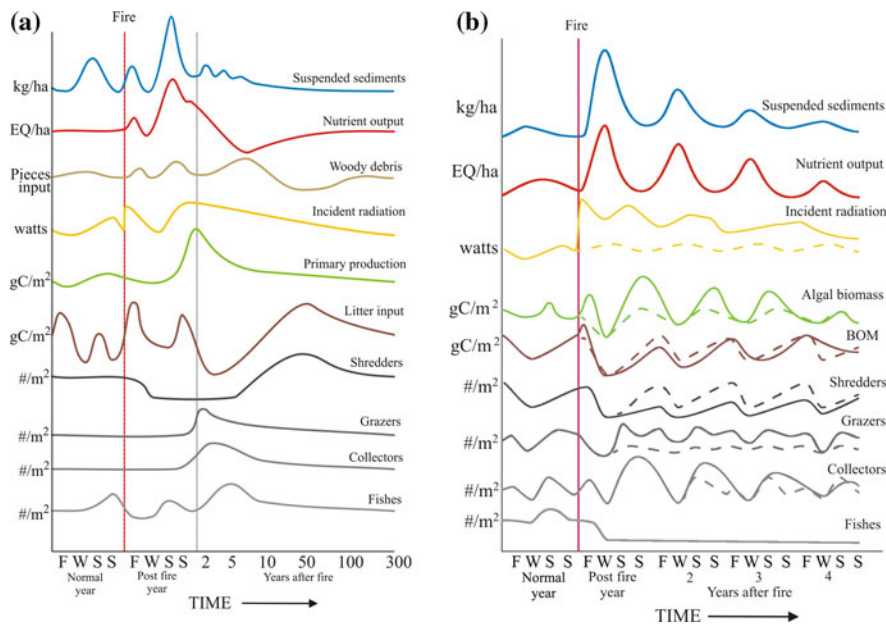 (a)
Fire
kg/ha
Suspended sediments
EQ/ha
Nutrient output
Pieces
input
Woody debris
watts
Incident radiation
gC/m²
Primary production
gC/m²
Litter input
#/m²
Shredders
#/m²
Grazers
#/m²
Collectors
#/m²
Fishes
F W S S F W S S 2 5 10 50 100 300
Normal
year
Post fire
year
Years after fire
TIME
(b)
Fire
kg/ha
Suspended sediments
EQ/ha
Nutrient output
watts
Incident radiation
gC/m²
Algal biomass
gC/m²
BOM
#/m²
Shredders
#/m²
Grazers
#/m²
Collectors
#/m²
Fishes
F W S S F W S S F W S F W S F W S S
Normal
year
Post fire
year
2 3 4
Years after fire
TIME